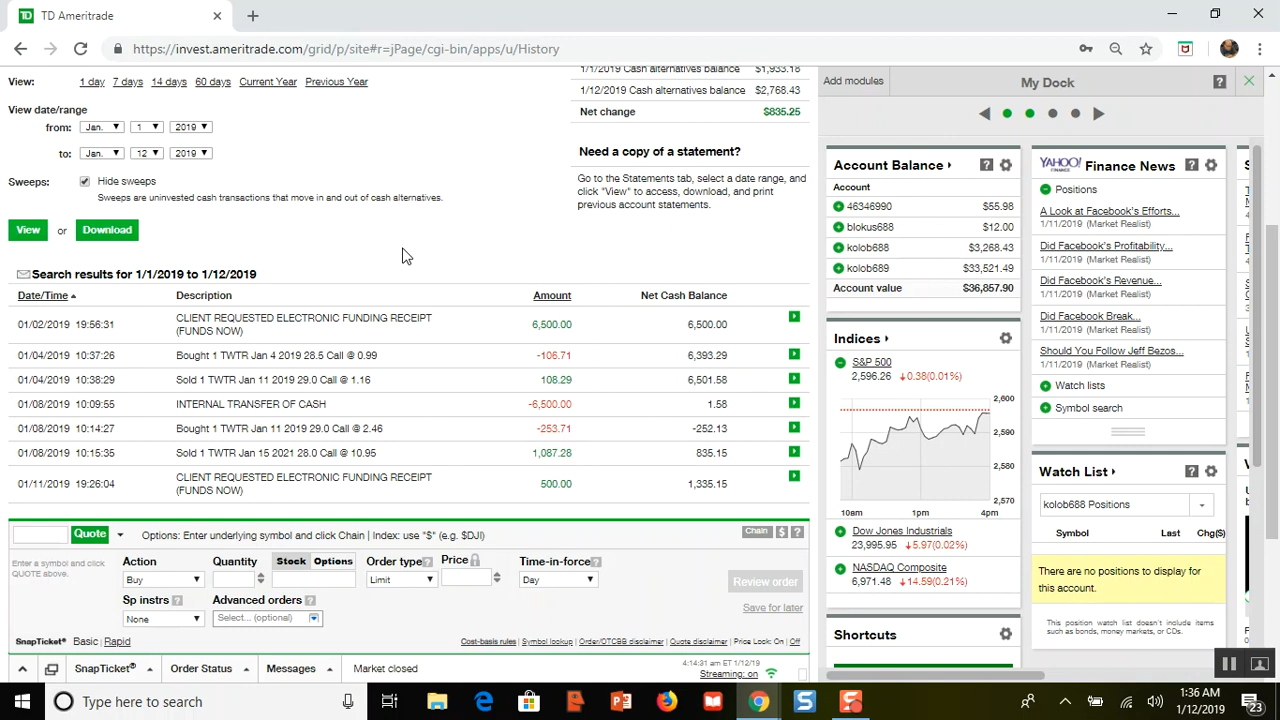 TD Ameritrade
https://invest.ameritrade.com/grid/p/site#r=jPage/cgi-bin/apps/u/History
View: 1 day 7 days 14 days 60 days Current Year Previous Year
View date/range
from: Jan. 1 2019
to: Jan. 12 2019
Sweeps: Hide sweeps
Sweeps are uninvested cash transactions that move in and out of cash alternatives.
View or Download
1/1/2019 Cash alternatives balance $1,933.18
1/12/2019 Cash alternatives balance $2,768.43
Net change $835.25
Need a copy of a statement?
Go to the Statements tab, select a date range, and
click "View" to access, download, and print
previous account statements.
Search results for 1/1/2019 to 1/12/2019
Date/Time Description Amount Net Cash Balance
01/02/2019 19:56:31 CLIENT REQUESTED ELECTRONIC FUNDING RECEIPT 6,500.00 6,500.00
(FUNDS NOW)
01/04/2019 10:37:26 Bought 1 TWTR Jan 4 2019 28.5 Call @ 0.99 -106.71 6,393.29
01/04/2019 10:38:29 Sold 1 TWTR Jan 11 2019 29.0 Call @ 1.16 108.29 6,501.58
01/08/2019 10:09:55 INTERNAL TRANSFER OF CASH -6,500.00 1.58
01/08/2019 10:14:27 Bought 1 TWTR Jan 11 2019 29.0 Call @ 2.46 -253.71 -252.13
01/08/2019 10:15:35 Sold 1 TWTR Jan 15 2021 28.0 Call @ 10.95 1,087.28 835.15
01/11/2019 19:26:04 CLIENT REQUESTED ELECTRONIC FUNDING RECEIPT 500.00 1,335.15
(FUNDS NOW)
Quote Options: Enter underlying symbol and click Chain | Index: use "$" (e.g. $DJI) Chain $ ?
Enter a symbol and click
QUOTE above.
Action Quantity Stock Options Order type ? Price Time-in-force ?
Buy Limit Day Review order
Sp instrs ? Advanced orders ? Save for later
None Select... (optional)
SnapTicket® Basic | Rapid Cost-basis rules | Symbol lookup | Order/OTCBB disclaimer | Quote disclaimer | Price Lock: On | Off
SnapTicket® Order Status Messages Market closed 4:14:31 am ET 1/12/19
Streaming: on
Add modules My Dock ?
Account Balance ?
Account
46346990 $55.98
blokus688 $12.00
kolob688 $3,268.43
kolob689 $33,521.49
Account value $36,857.90
Indices
S&P 500
2,596.26 0.38(0.01%)
2,600
2,590
2,580
2,570
10am 1pm 4pm
Dow Jones Industrials
23,995.95 5.97(0.02%)
NASDAQ Composite
6,971.48 14.59(0.21%)
Shortcuts
YAHOO! FINANCE Finance News ?
Positions
A Look at Facebook's Efforts...
1/11/2019 (Market Realist)
Did Facebook's Profitability...
1/11/2019 (Market Realist)
Did Facebook's Revenue...
1/11/2019 (Market Realist)
Did Facebook Break...
1/11/2019 (Market Realist)
Should You Follow Jeff Bezos...
1/11/2019 (Market Realist)
Watch lists
Symbol search
Watch List ?
kolob688 Positions
Symbol Last Chg($)
There are no positions to display for
this account.
This position watch list doesn't include items
such as bonds, money markets, or CDs.
Type here to search
1:36 AM
1/12/2019
23